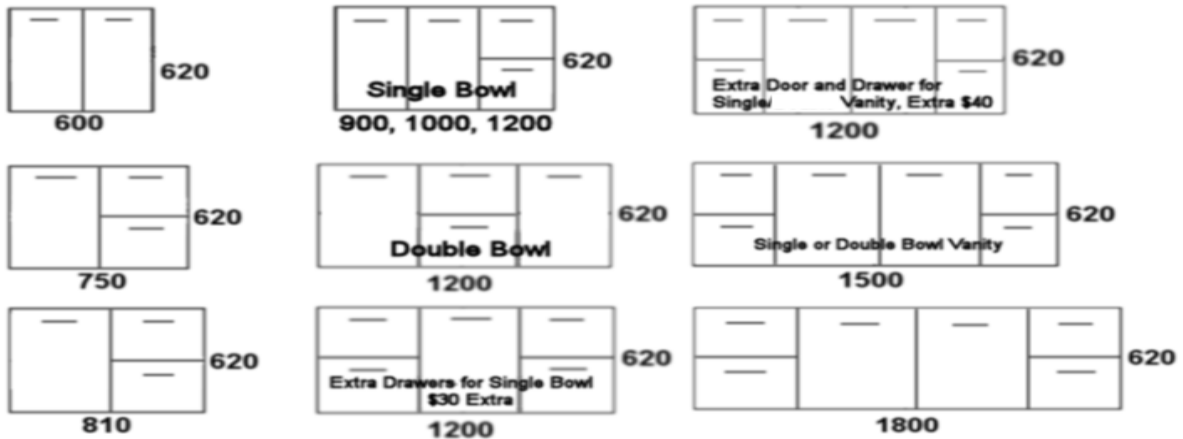 620
600
Single Bowl
620
900, 1000, 1200
Extra Door and Drawer for
Single/ Vanity, Extra $40
620
1200
620
750
Double Bowl
620
1200
Single or Double Bowl Vanity
620
1500
620
810
Extra Drawers for Single Bowl
$30 Extra
620
1200
620
1800